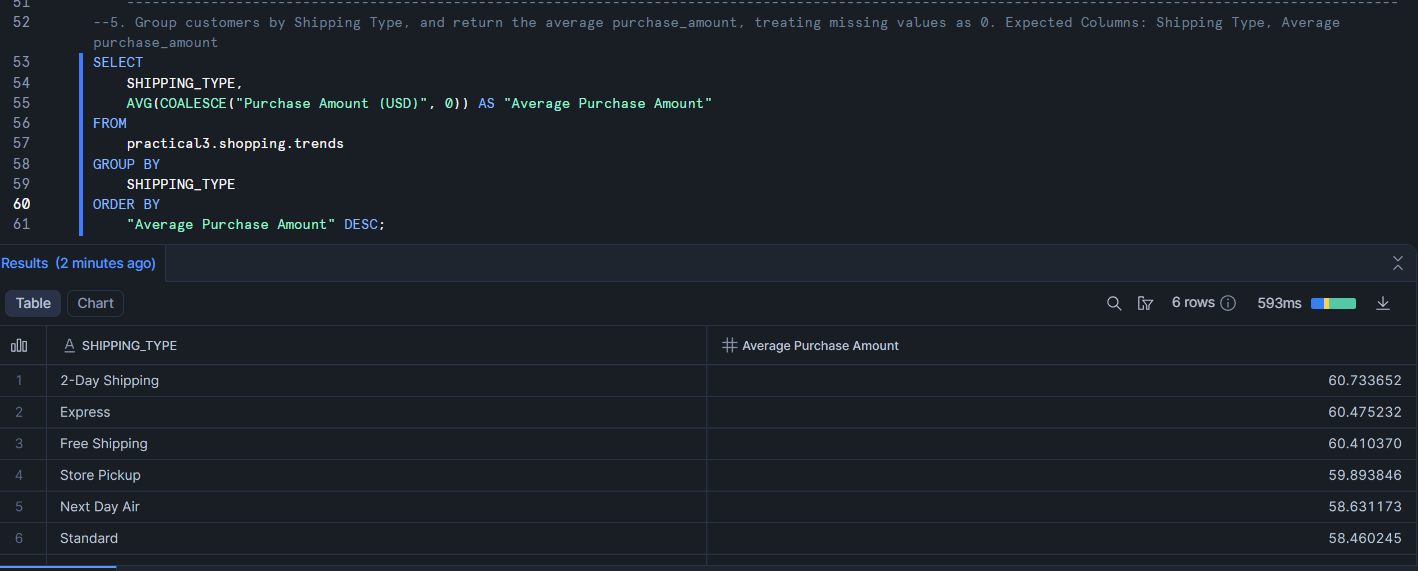 51 ----------------------------------------------------------------------------------------------------------------------------------------------------------
52 --5. Group customers by Shipping Type, and return the average purchase_amount, treating missing values as 0. Expected Columns: Shipping Type, Average
purchase_amount
53 SELECT
54 SHIPPING_TYPE,
55 AVG(COALESCE("Purchase Amount (USD)", 0)) AS "Average Purchase Amount"
56 FROM
57 practical3.shopping.trends
58 GROUP BY
59 SHIPPING_TYPE
60 ORDER BY
61 "Average Purchase Amount" DESC;
Results (2 minutes ago)
Table Chart 6 rows 593ms
SHIPPING_TYPE Average Purchase Amount
1 2-Day Shipping 60.733652
2 Express 60.475232
3 Free Shipping 60.410370
4 Store Pickup 59.893846
5 Next Day Air 58.631173
6 Standard 58.460245